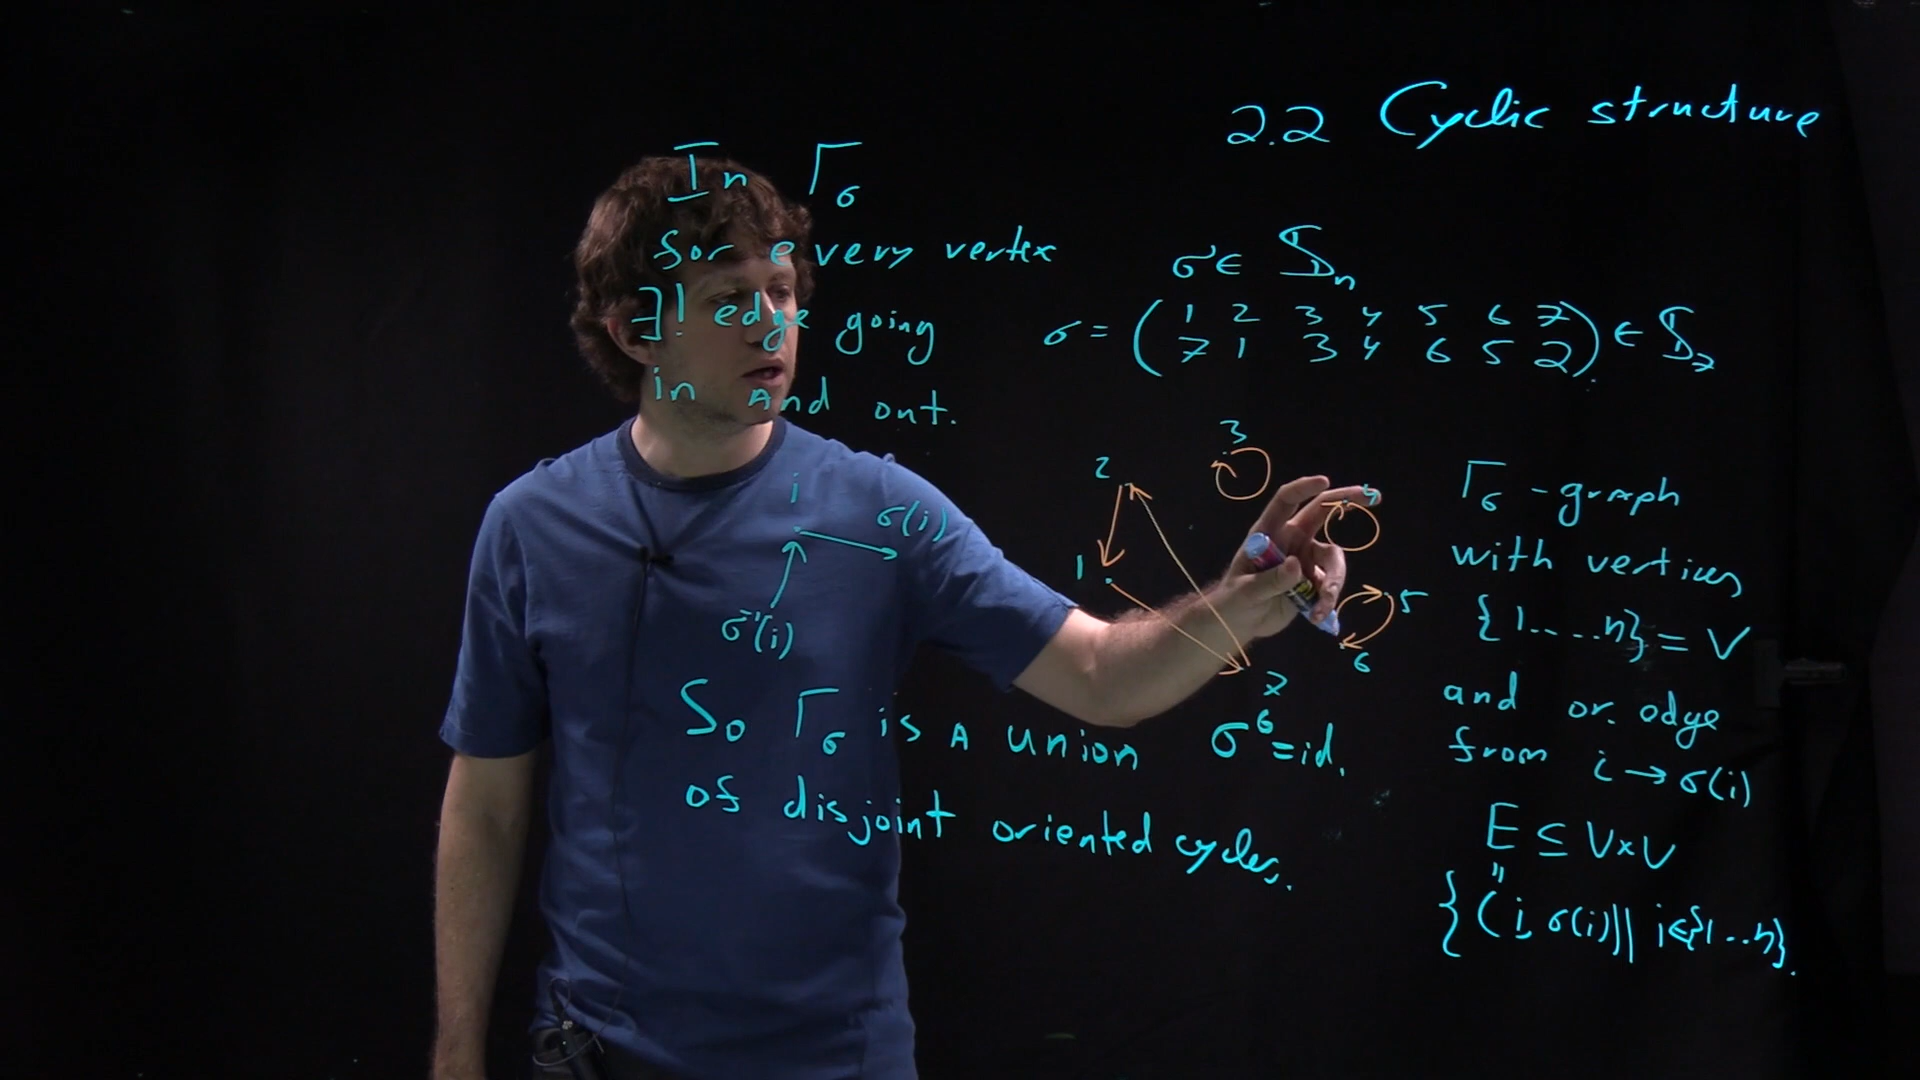 2.2 Cyclic structure
In Γσ
for every vertex
∃! edge going
in and out.
i
σ(i)
σ⁻¹(i)
So Γσ is a union
of disjoint oriented cycles.
σ ∈ Sₙ
σ = ( 1 2 3 4 5 6 7
7 1 3 4 6 5 2 ) ∈ S₇
3
2
4
1
5
6
7
σ⁶ = id.
Γσ - graph
with vertices
{1.....n} = V
and or. edge
from i → σ(i)
E ⊆ V×V
"
{(i, σ(i)) | i∈{1..n}.